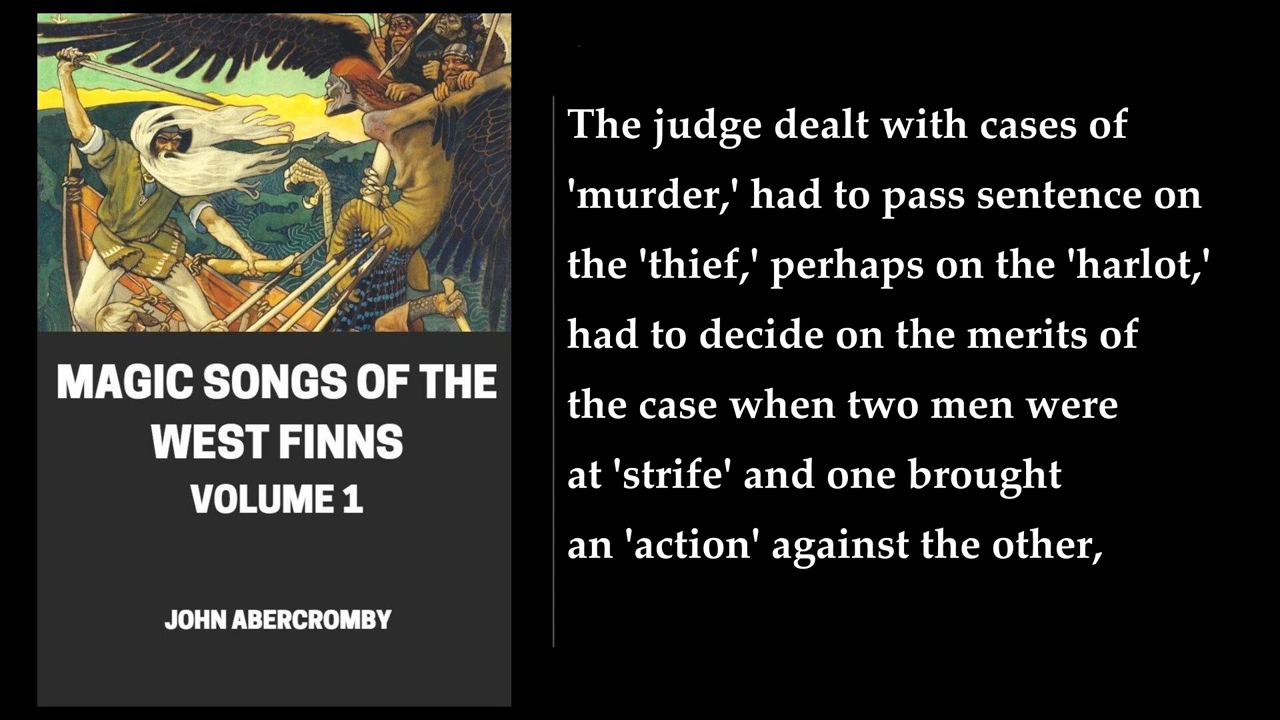 MAGIC SONGS OF THE
WEST FINNS
VOLUME 1
JOHN ABERCROMBY
The judge dealt with cases of
'murder,' had to pass sentence on
the 'thief,' perhaps on the 'harlot,'
had to decide on the merits of
the case when two men were
at 'strife' and one brought
an 'action' against the other,